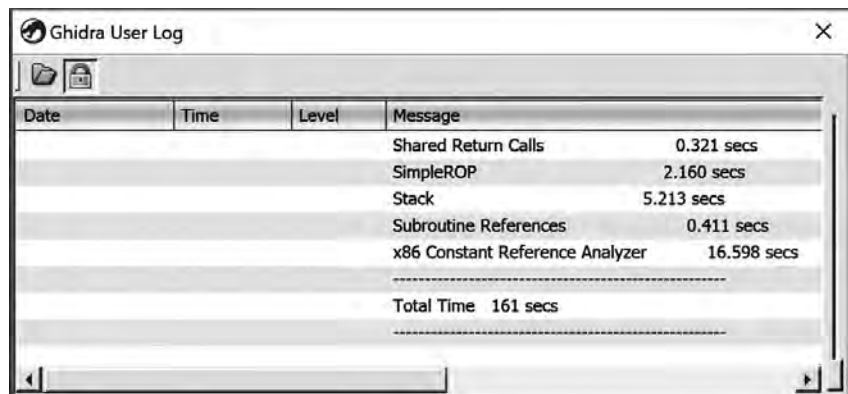 Ghidra User Log
Date Time Level Message
Shared Return Calls 0.321 secs
SimpleROP 2.160 secs
Stack 5.213 secs
Subroutine References 0.411 secs
x86 Constant Reference Analyzer 16.598 secs
-----------------------------------------------------
Total Time 161 secs
-----------------------------------------------------